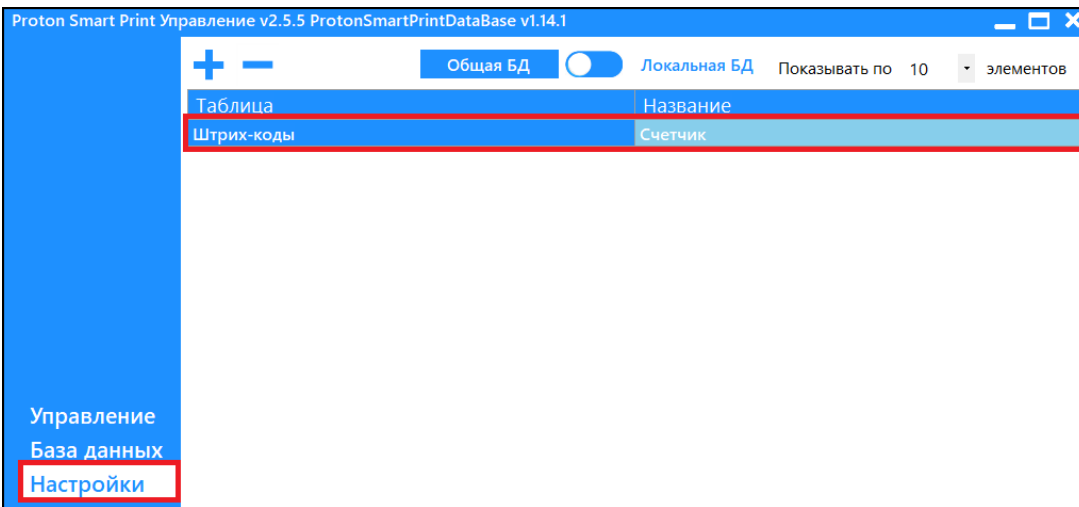 Proton Smart Print Управление v2.5.5 ProtonSmartPrintDataBase v1.14.1
Общая БД Локальная БД Показывать по 10 элементов
Таблица Название
Штрих-коды Счетчик
Управление
База данных
Настройки